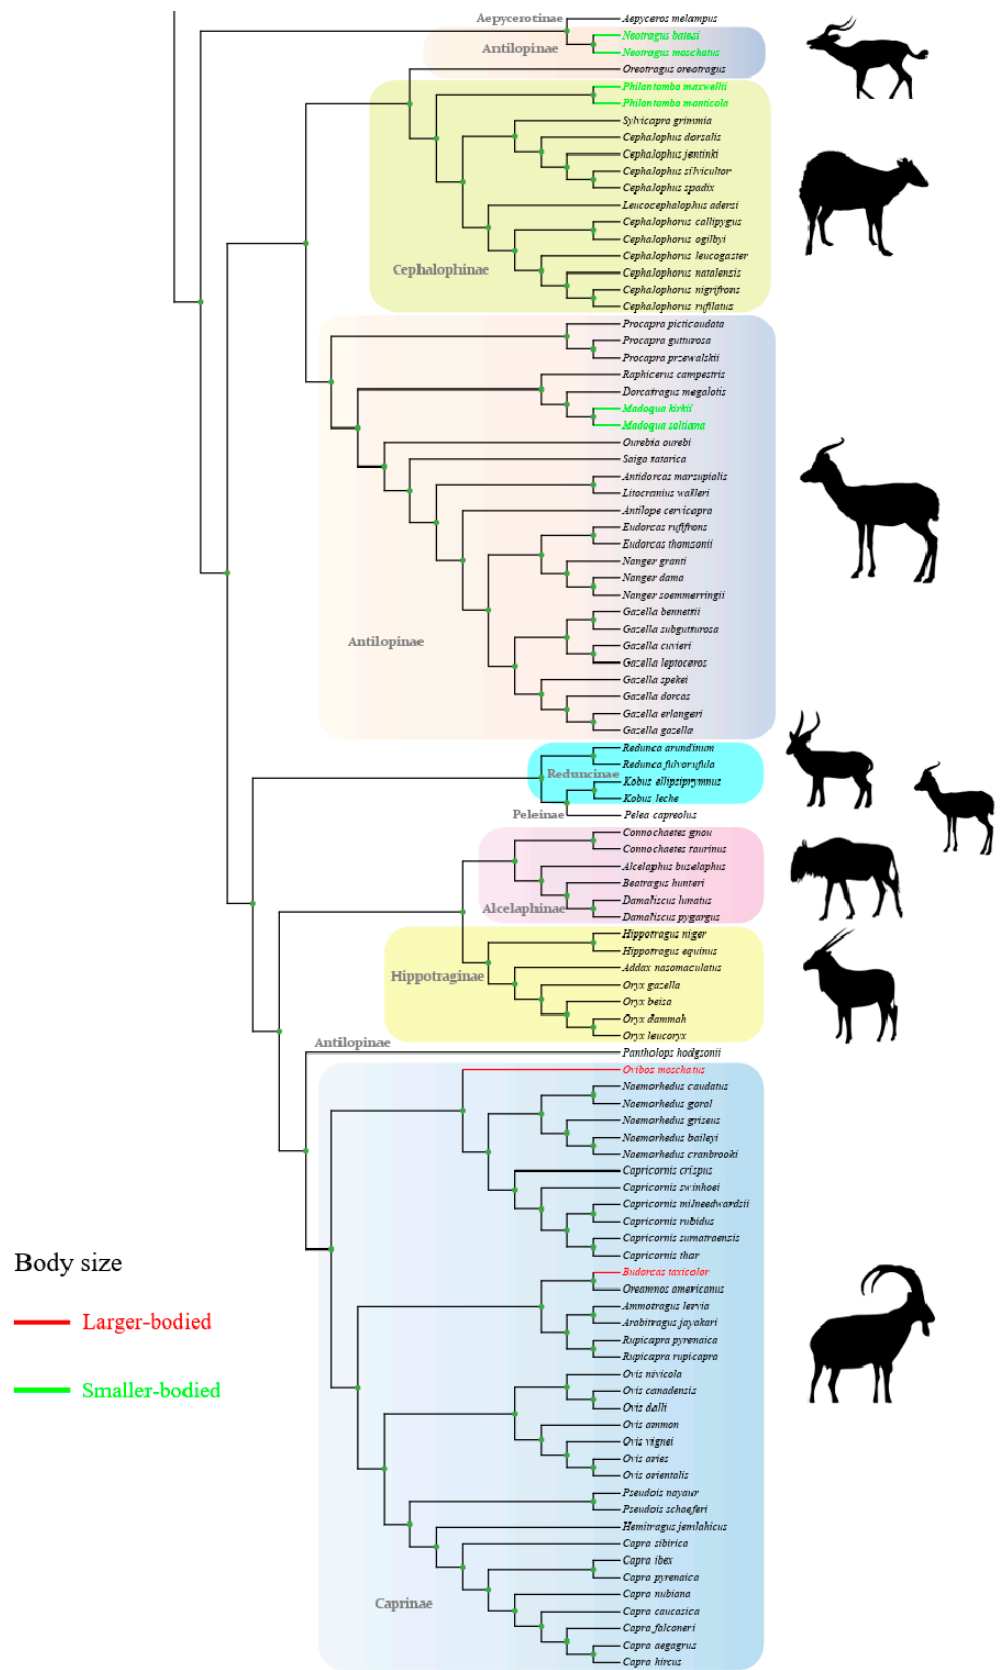 Aepycerotinae
Aepyceros melampus
Neotragus batesi
Antilopinae
Neotragus moschatus
Oreotragus oreotragus
Philantomba maxwellii
Philantomba monticola
Sylvicapra grimmia
Cephalophus dorsalis
Cephalophus jentinki
Cephalophus silvicultor
Cephalophus spadix
Leucocephalophus adersi
Cephalophorus callipygus
Cephalophorus ogilbyi
Cephalophorus leucogaster
Cephalophinae
Cephalophorus natalensis
Cephalophorus nigrifrons
Cephalophorus rufilatus
Procapra picticaudata
Procapra gutturosa
Procapra przewalskii
Raphicerus campestris
Dorcatragus megalotis
Madoqua kirkii
Madoqua saltiana
Ourebia ourebi
Saiga tatarica
Antidorcas marsupialis
Litocranius walleri
Antilope cervicapra
Eudorcas rufifrons
Eudorcas thomsonii
Nanger granti
Nanger dama
Nanger soemmerringii
Gazella bennettii
Gazella subgutturosa
Antilopinae
Gazella cuvieri
Gazella leptoceros
Gazella spekei
Gazella dorcas
Gazella erlangeri
Gazella gazella
Redunca arundinum
Redunca fulvorufula
Reduncinae
Kobus ellipsiprymnus
Kobus leche
Peleinae
Pelea capreolus
Connochaetes gnou
Connochaetes taurinus
Alcelaphus buselaphus
Beatragus hunteri
Damaliscus lunatus
Alcelaphinae
Damaliscus pygargus
Hippotragus niger
Hippotragus equinus
Addax nasomaculatus
Hippotraginae
Oryx gazella
Oryx beisa
Oryx dammah
Oryx leucoryx
Antilopinae
Pantholops hodgsonii
Ovibos moschatus
Naemorhedus caudatus
Naemorhedus goral
Naemorhedus griseus
Naemorhedus baileyi
Naemorhedus cranbrooki
Capricornis crispus
Capricornis swinhoei
Capricornis milneedwardsii
Capricornis rubidus
Capricornis sumatraensis
Capricornis thar
Body size
Budorcas taxicolor
Oreamnos americanus
Ammotragus lervia
Larger-bodied
Arabitragus jayakari
Rupicapra pyrenaica
Rupicapra rupicapra
Ovis nivicola
Smaller-bodied
Ovis canadensis
Ovis dalli
Ovis ammon
Ovis vignei
Ovis aries
Ovis orientalis
Pseudois nayaur
Pseudois schaeferi
Hemitragus jemlahicus
Capra sibirica
Capra ibex
Capra pyrenaica
Capra nubiana
Caprinae
Capra caucasica
Capra falconeri
Capra aegagrus
Capra hircus